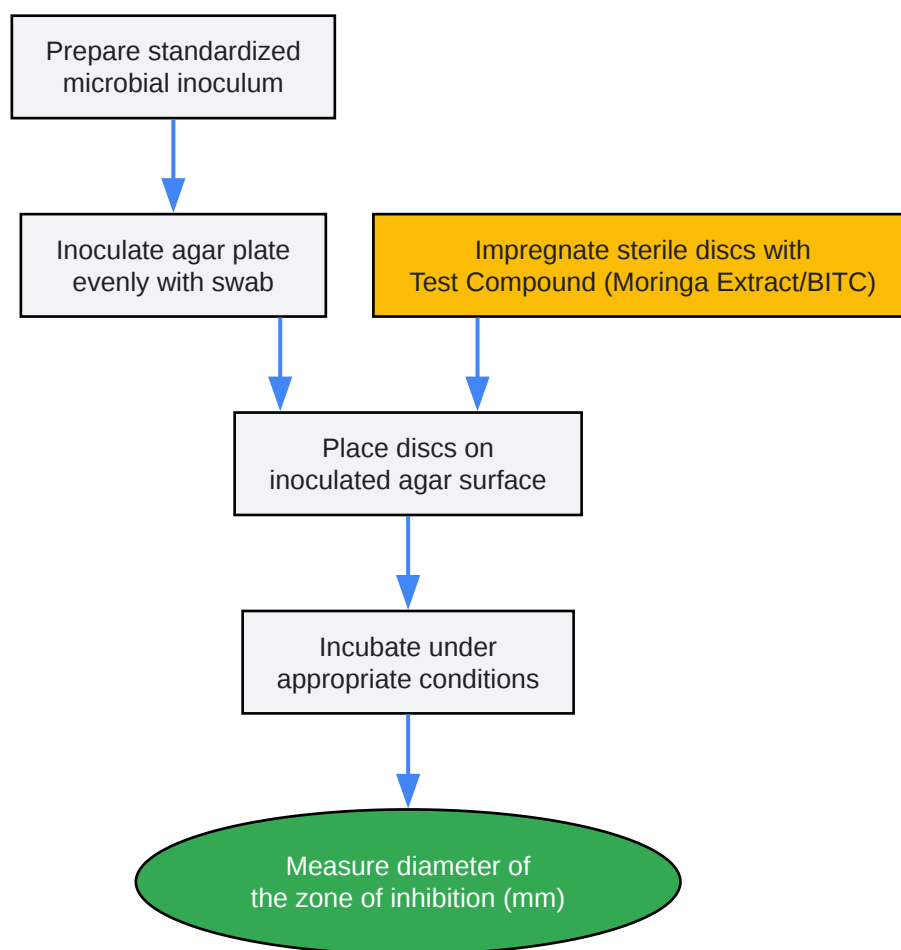 Prepare standardized
microbial inoculum
Inoculate agar plate
evenly with swab
Impregnate sterile discs with
Test Compound (Moringa Extract/BITC)
Place discs on
inoculated agar surface
Incubate under
appropriate conditions
Measure diameter of
the zone of inhibition (mm)